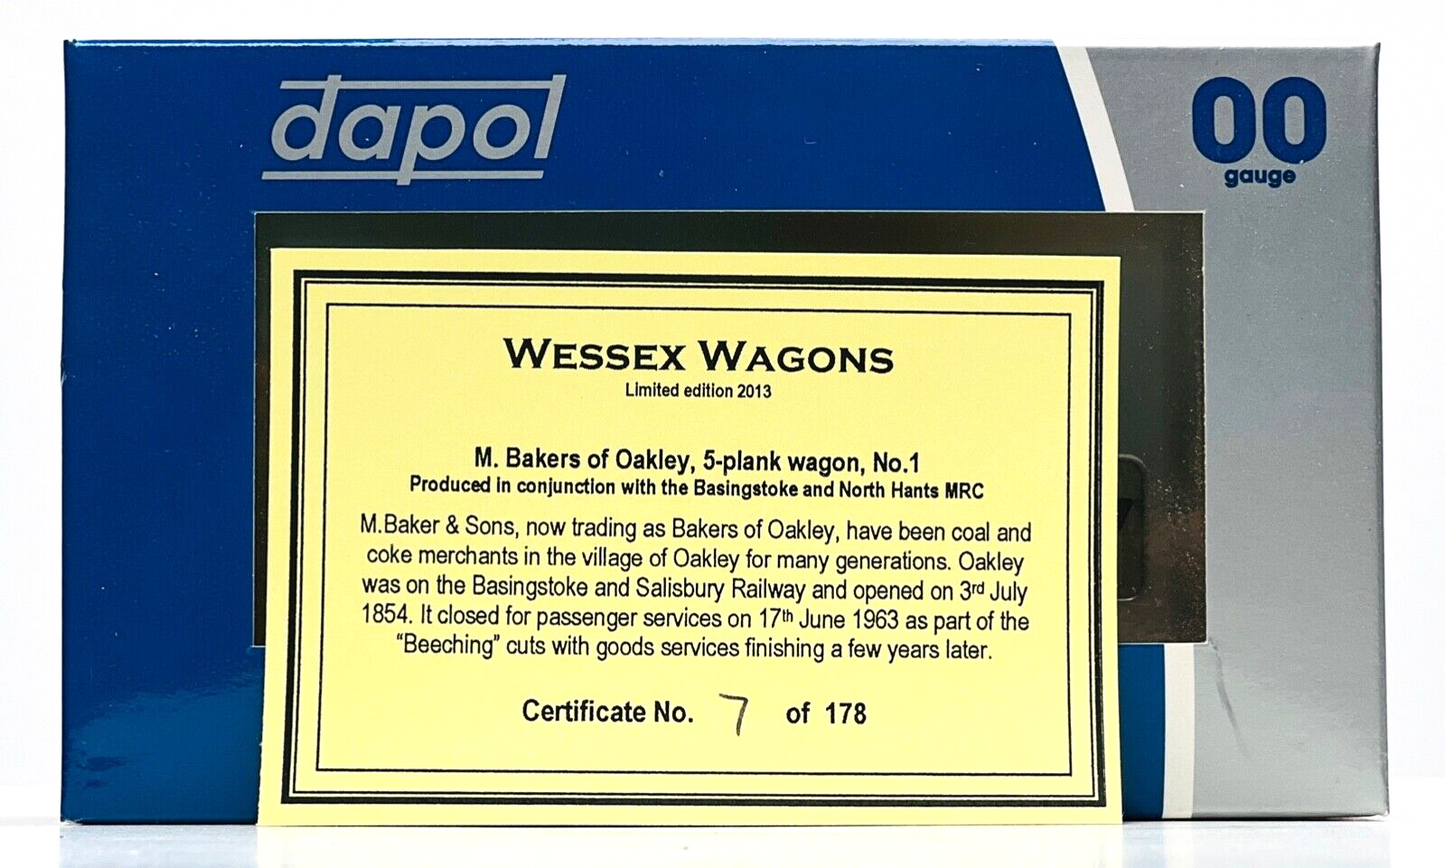 dapol
00
gauge
WESSEX WAGONS
Limited edition 2013
M. Bakers of Oakley, 5-plank wagon, No.1
Produced in conjunction with the Basingstoke and North Hants MRC
M.Baker & Sons, now trading as Bakers of Oakley, have been coal and
coke merchants in the village of Oakley for many generations. Oakley
was on the Basingstoke and Salisbury Railway and opened on 3rd July
1854. It closed for passenger services on 17th June 1963 as part of the
“Beeching” cuts with goods services finishing a few years later.
Certificate No. 7 of 178